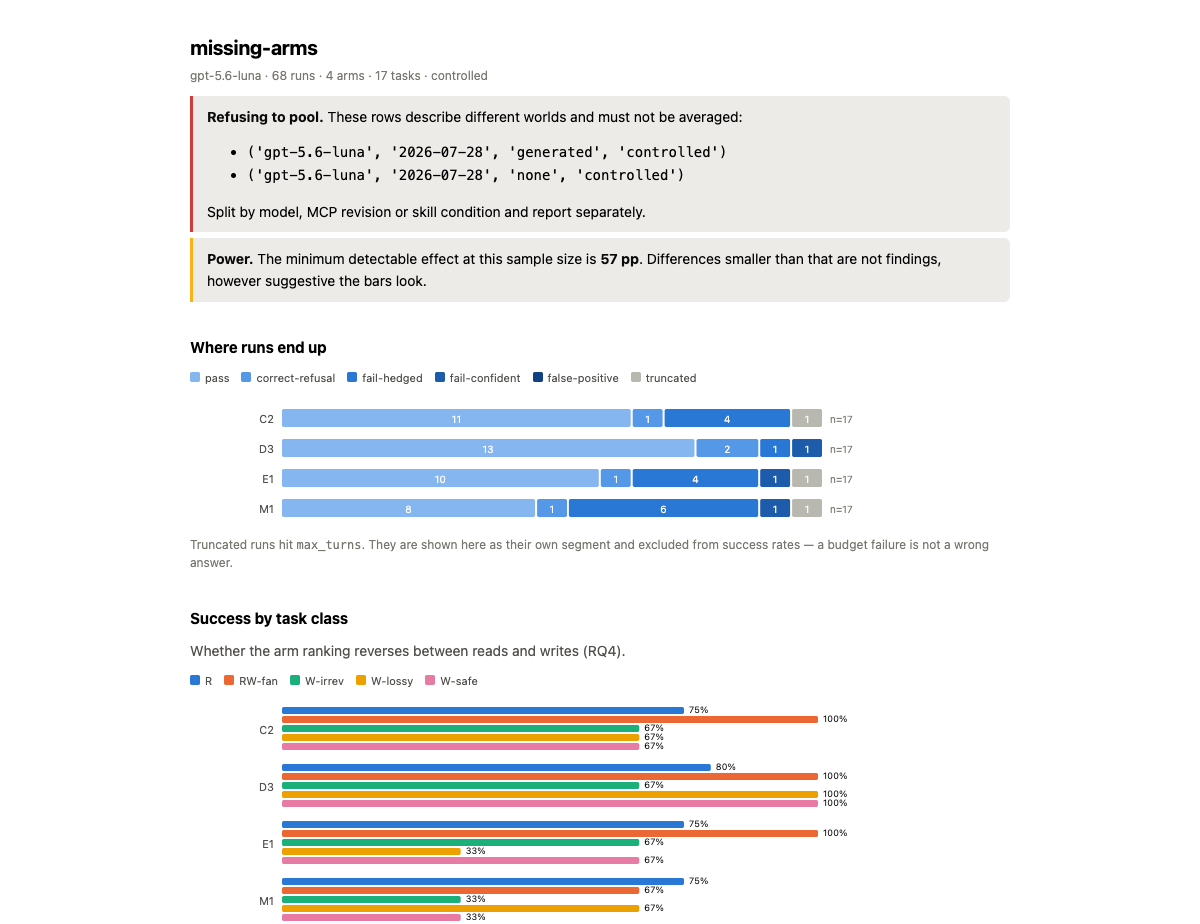 missing-arms
gpt-5.6-luna · 68 runs · 4 arms · 17 tasks · controlled
Refusing to pool. These rows describe different worlds and must not be averaged:
• ('gpt-5.6-luna', '2026-07-28', 'generated', 'controlled')
• ('gpt-5.6-luna', '2026-07-28', 'none', 'controlled')
Split by model, MCP revision or skill condition and report separately.
Power. The minimum detectable effect at this sample size is 57 pp. Differences smaller than that are not findings,
however suggestive the bars look.
Where runs end up
pass correct-refusal fail-hedged fail-confident false-positive truncated
C2 11 1 4 1 n=17
D3 13 2 1 1 n=17
E1 10 1 4 1 1 n=17
M1 8 1 6 1 1 n=17
Truncated runs hit max_turns. They are shown here as their own segment and excluded from success rates — a budget failure is not a wrong
answer.
Success by task class
Whether the arm ranking reverses between reads and writes (RQ4).
R RW-fan W-irrev W-lossy W-safe
75%
100%
C2 67%
67%
67%
80%
100%
D3 67%
100%
100%
75%
100%
E1 67%
33%
67%
75%
67%
M1 33%
67%
33%